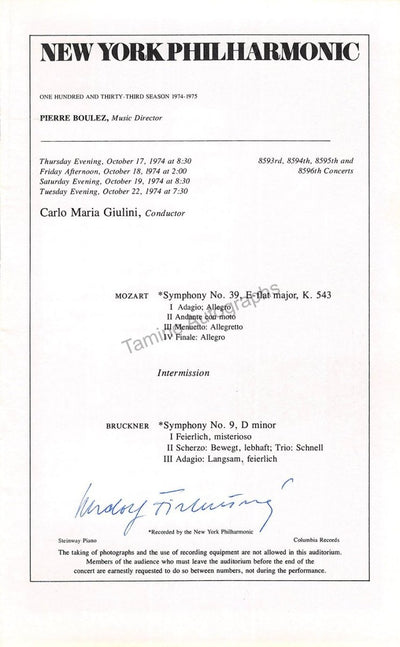 NEW YORK PHILHARMONIC
ONE HUNDRED AND THIRTY-THIRD SEASON 1974-1975
PIERRE BOULEZ, Music Director
Thursday Evening, October 17, 1974 at 8:30
Friday Afternoon, October 18, 1974 at 2:00
Saturday Evening, October 19, 1974 at 8:30
Tuesday Evening, October 22, 1974 at 7:30
8593rd, 8594th, 8595th and
8596th Concerts
Carlo Maria Giulini, Conductor
MOZART *Symphony No. 39, E-flat major, K. 543
I Adagio; Allegro
II Andante con moto
III Menuetto: Allegretto
IV Finale: Allegro
Taming Autographs
Intermission
BRUCKNER *Symphony No. 9, D minor
I Feierlich, misterioso
II Scherzo: Bewegt, lebhaft; Trio: Schnell
III Adagio: Langsam, feierlich
Rudolf Firkušný
*Recorded by the New York Philharmonic
Steinway Piano Columbia Records
The taking of photographs and the use of recording equipment are not allowed in this auditorium.
Members of the audience who must leave the auditorium before the end of the
concert are earnestly requested to do so between numbers, not during the performance.